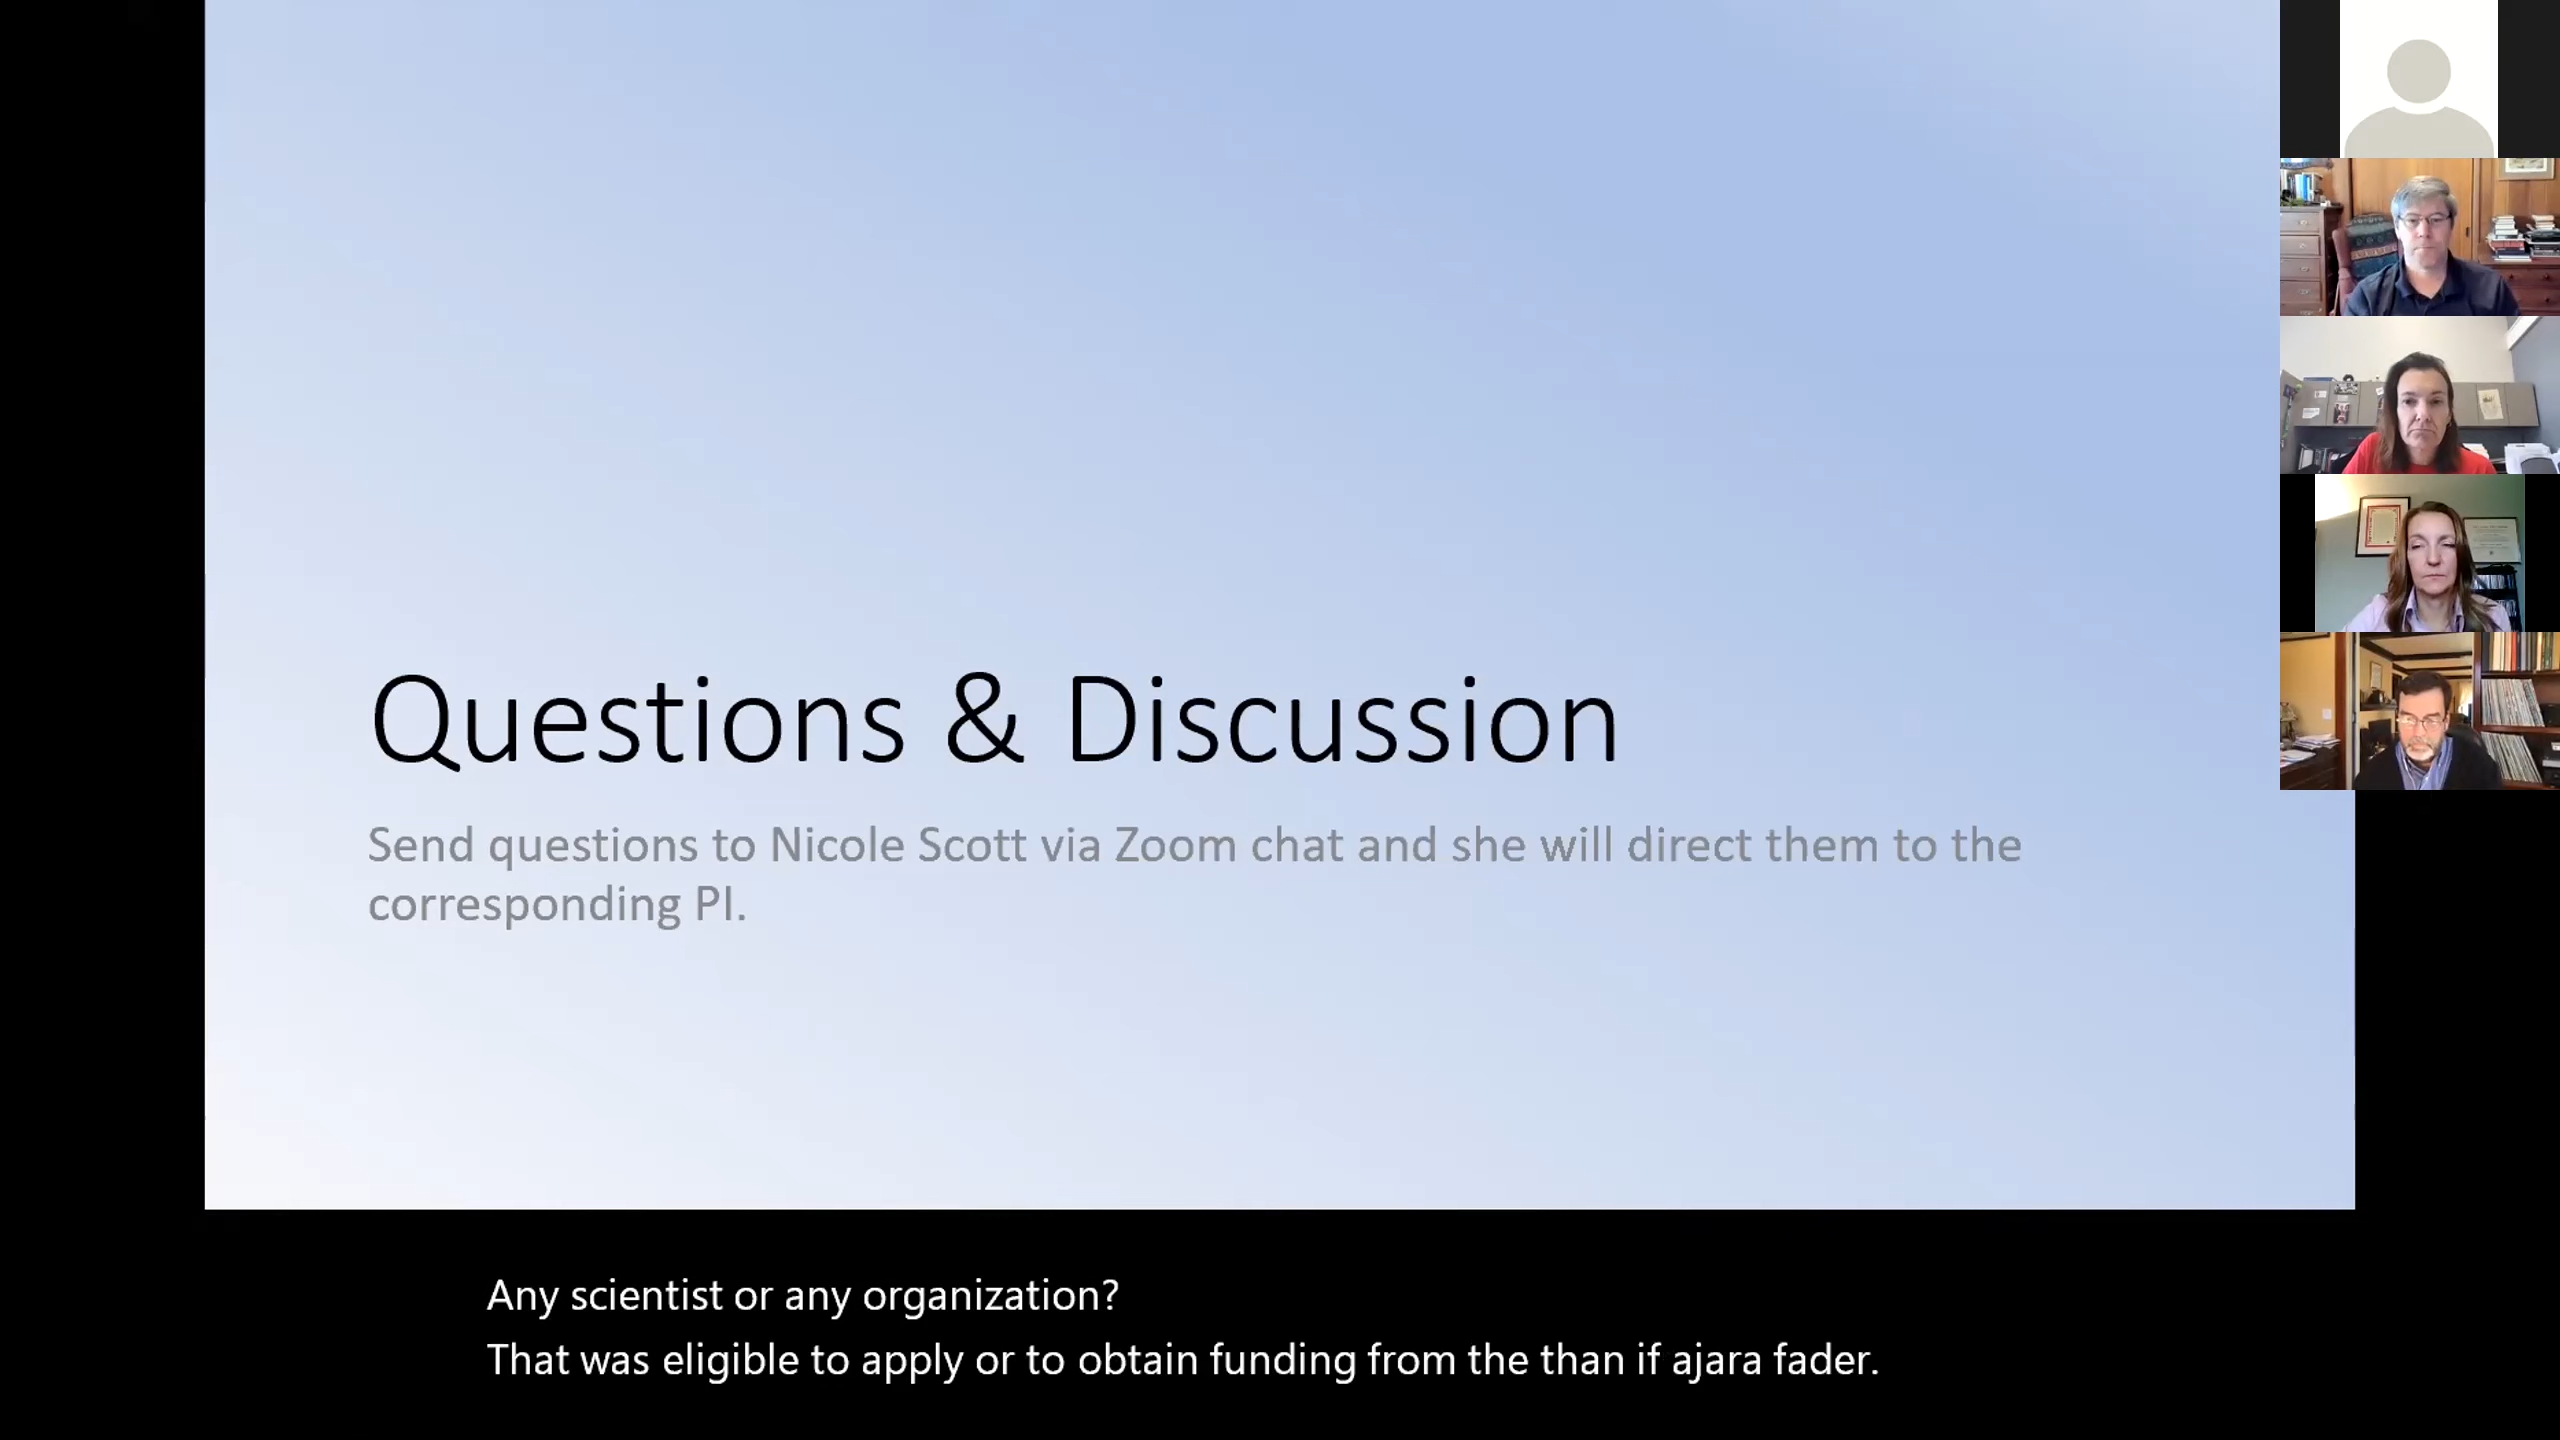 Questions & Discussion
Send questions to Nicole Scott via Zoom chat and she will direct them to the
corresponding PI.
Any scientist or any organization?
That was eligible to apply or to obtain funding from the than if ajara fader.